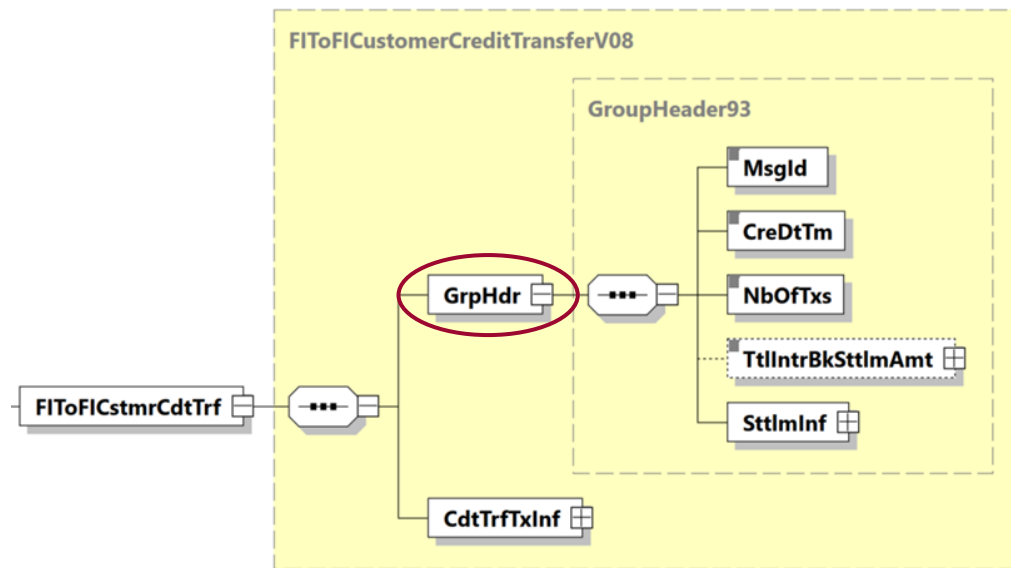 FIToFICustomerCreditTransferV08
GroupHeader93
MsgId
CreDtTm
GrpHdr
NbOfTxs
TtlIntrBkSttlmAmt
FIToFICstmrCdtTrf
SttlmInf
CdtTrfTxInf